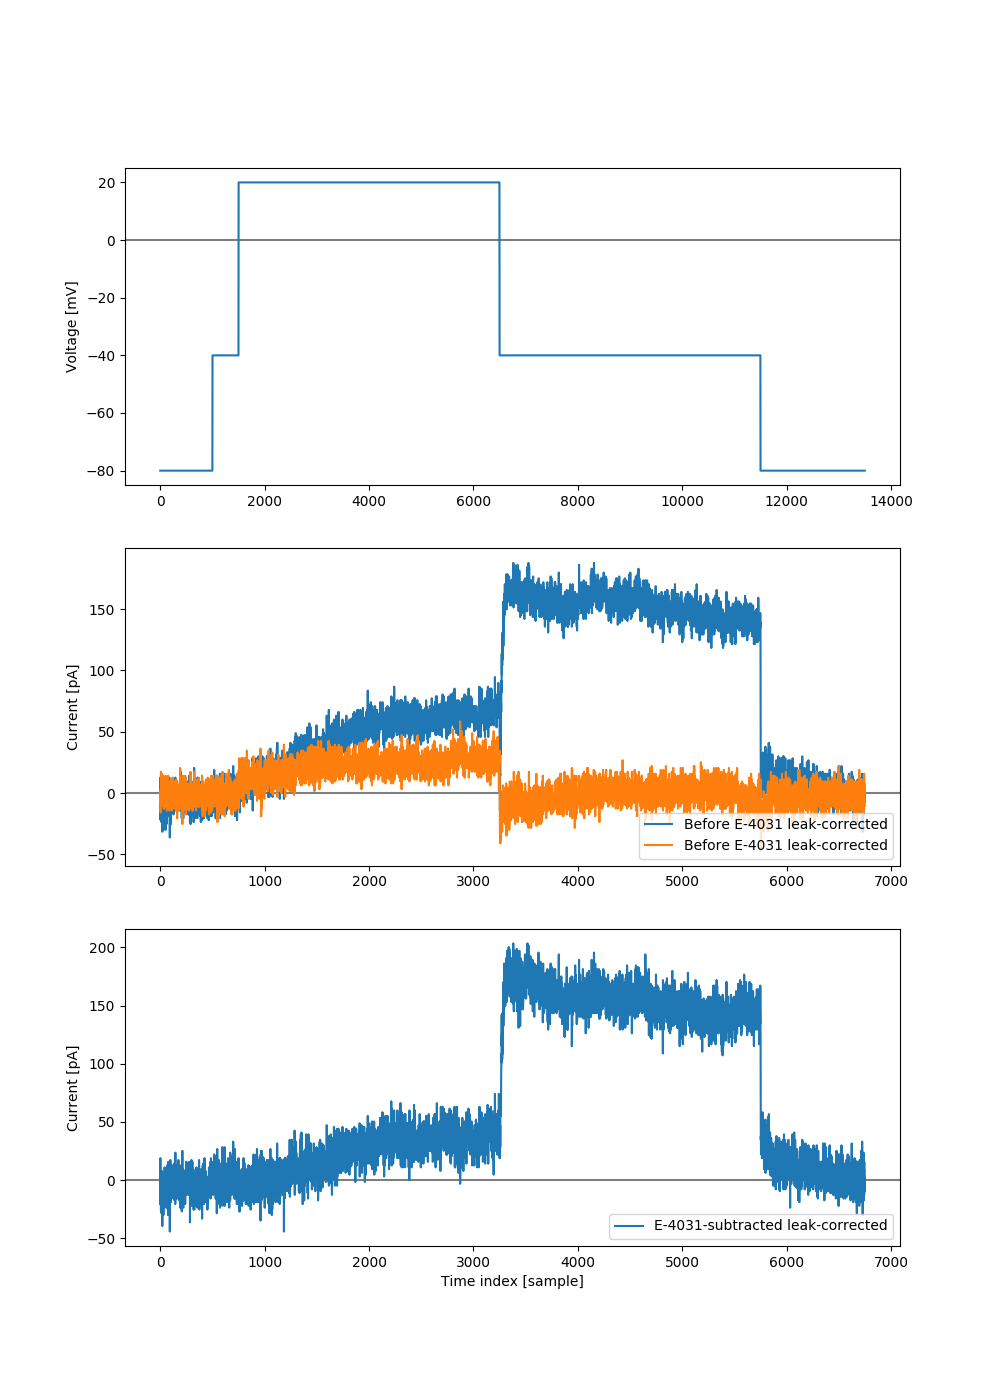 20
0
−20
−40
−60
−80
Voltage [mV]
0 2000 4000 6000 8000 10000 12000 14000
150
100
50
0
−50
Current [pA]
Before E-4031 leak-corrected
Before E-4031 leak-corrected
0 1000 2000 3000 4000 5000 6000 7000
200
150
100
50
0
−50
Current [pA]
E-4031-subtracted leak-corrected
0 1000 2000 3000 4000 5000 6000 7000
Time index [sample]